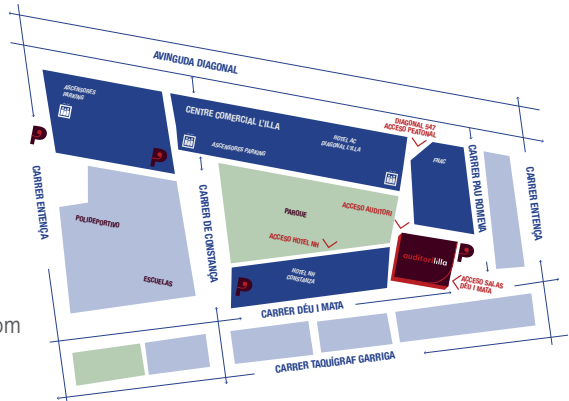 AVINGUDA DIAGONAL
ASCENSORES
PARKING
CENTRE COMERCIAL L'ILLA
ASCENSORES PARKING
HOTEL AC
DIAGONAL L'ILLA
DIAGONAL 547
ACCESO PEATONAL
FNAC
CARRER PAU ROMEVA
CARRER ENTENÇA
CARRER ENTENÇA
CARRER DE CONSTANÇA
POLIDEPORTIVO
ESCUELAS
PARQUE
ACCESO AUDITORI
ACCESO HOTEL NH
auditorililla
HOTEL NH
CONSTANZA
ACCESO SALAS
DÉU I MATA
CARRER DÉU I MATA
CARRER TAQUÍGRAF GARRIGA
om
P
P
P
P